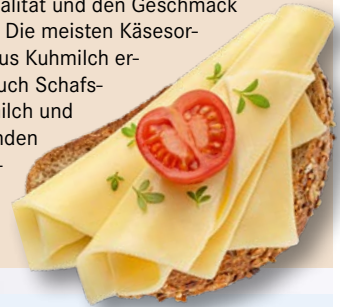 alität und den Geschmack
Die meisten Käsesor-
us Kuhmilch er-
uch Schafs-
ilch und
nden
-